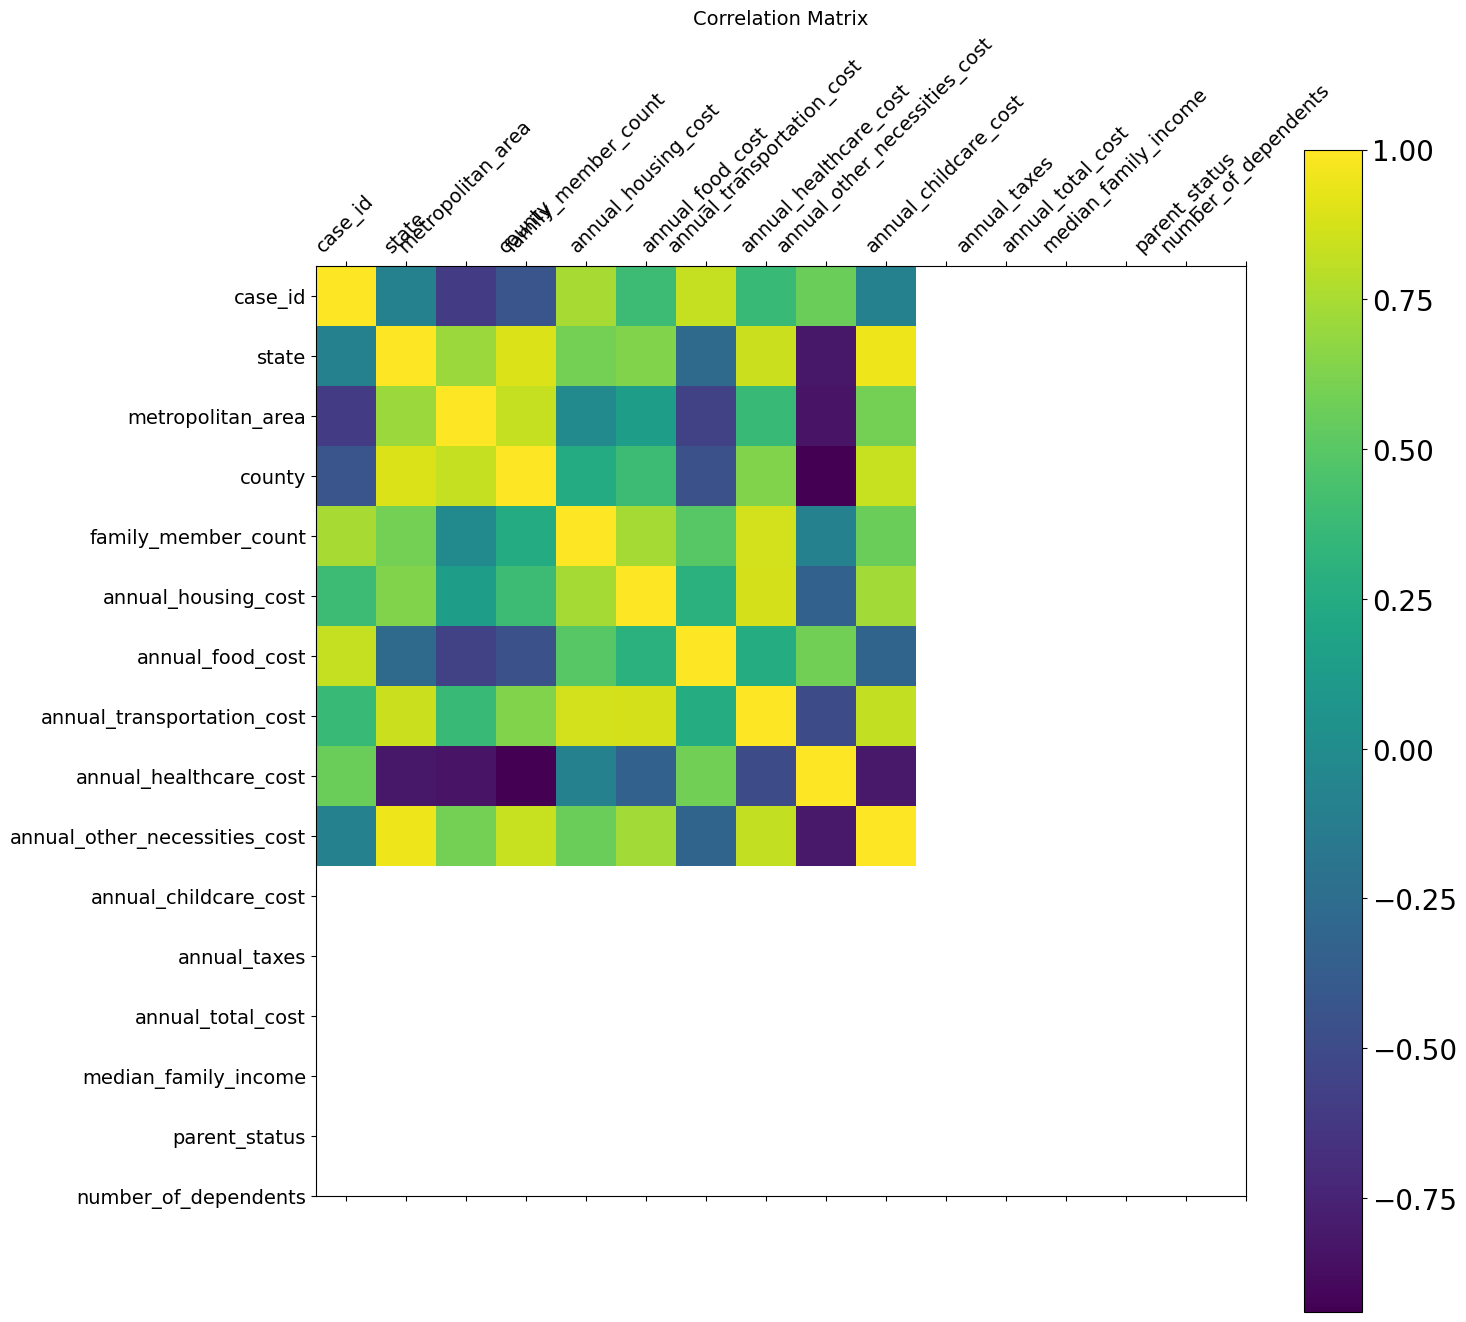 Correlation Matrix
case_id
state
metropolitan_area
county
family_member_count
annual_housing_cost
annual_food_cost
annual_transportation_cost
annual_healthcare_cost
annual_other_necessities_cost
annual_childcare_cost
annual_taxes
annual_total_cost
median_family_income
parent_status
number_of_dependents
case_id
state
metropolitan_area
county
family_member_count
annual_housing_cost
annual_food_cost
annual_transportation_cost
annual_healthcare_cost
annual_other_necessities_cost
annual_childcare_cost
annual_taxes
annual_total_cost
median_family_income
parent_status
number_of_dependents
1.00
0.75
0.50
0.25
0.00
−0.25
−0.50
−0.75